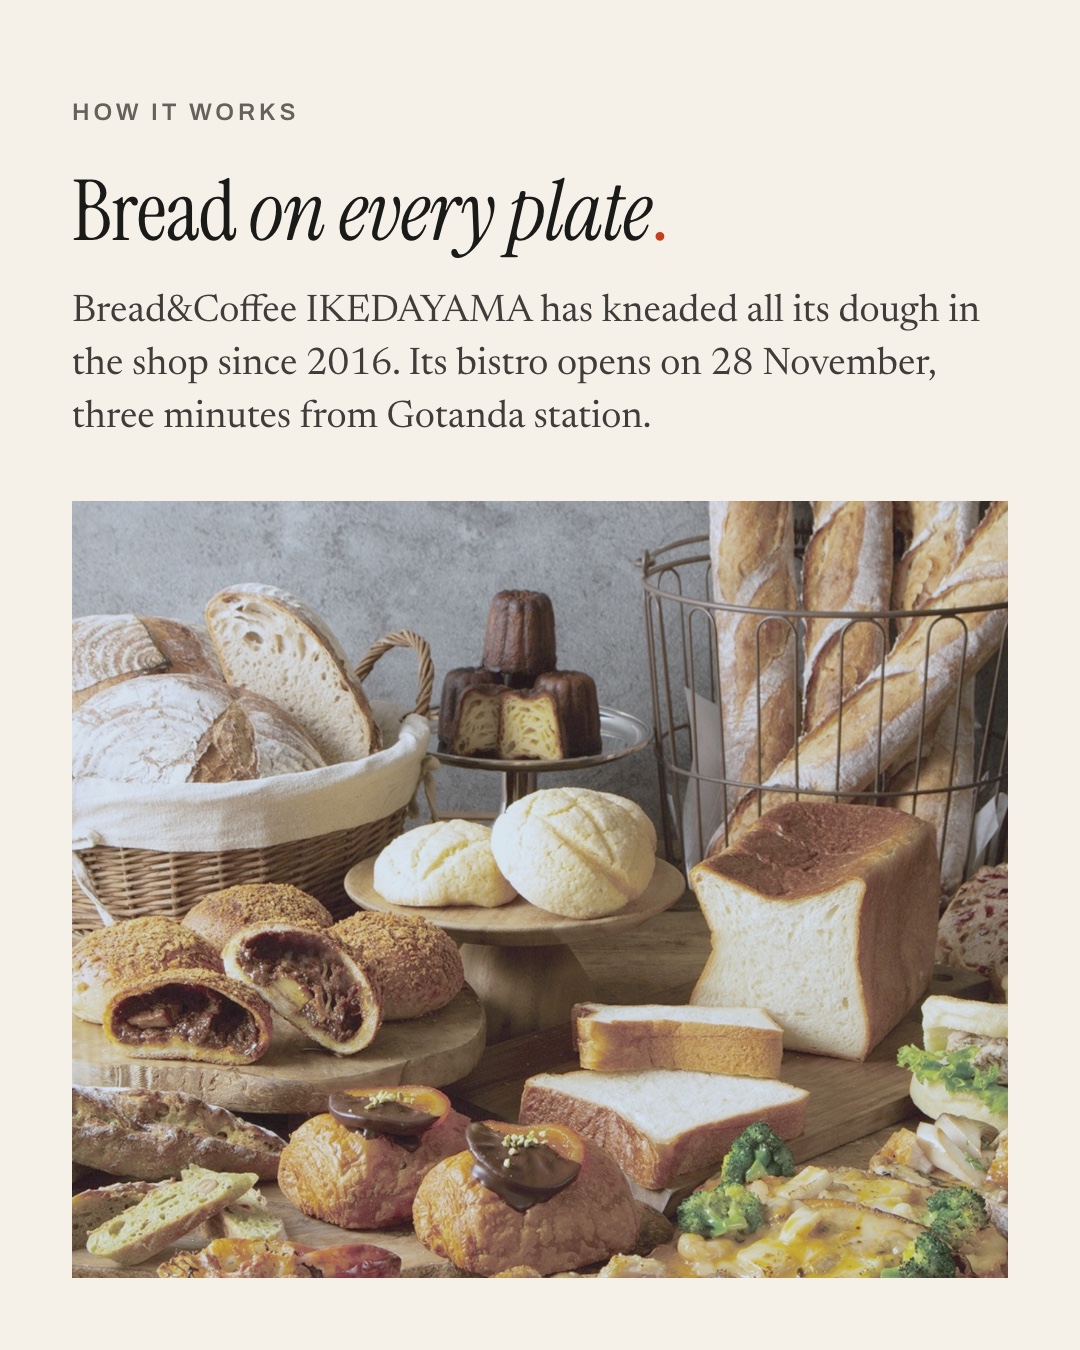 HOW IT WORKS
Bread on every plate.
Bread&Coffee IKEDAYAMA has kneaded all its dough in
the shop since 2016. Its bistro opens on 28 November,
three minutes from Gotanda station.